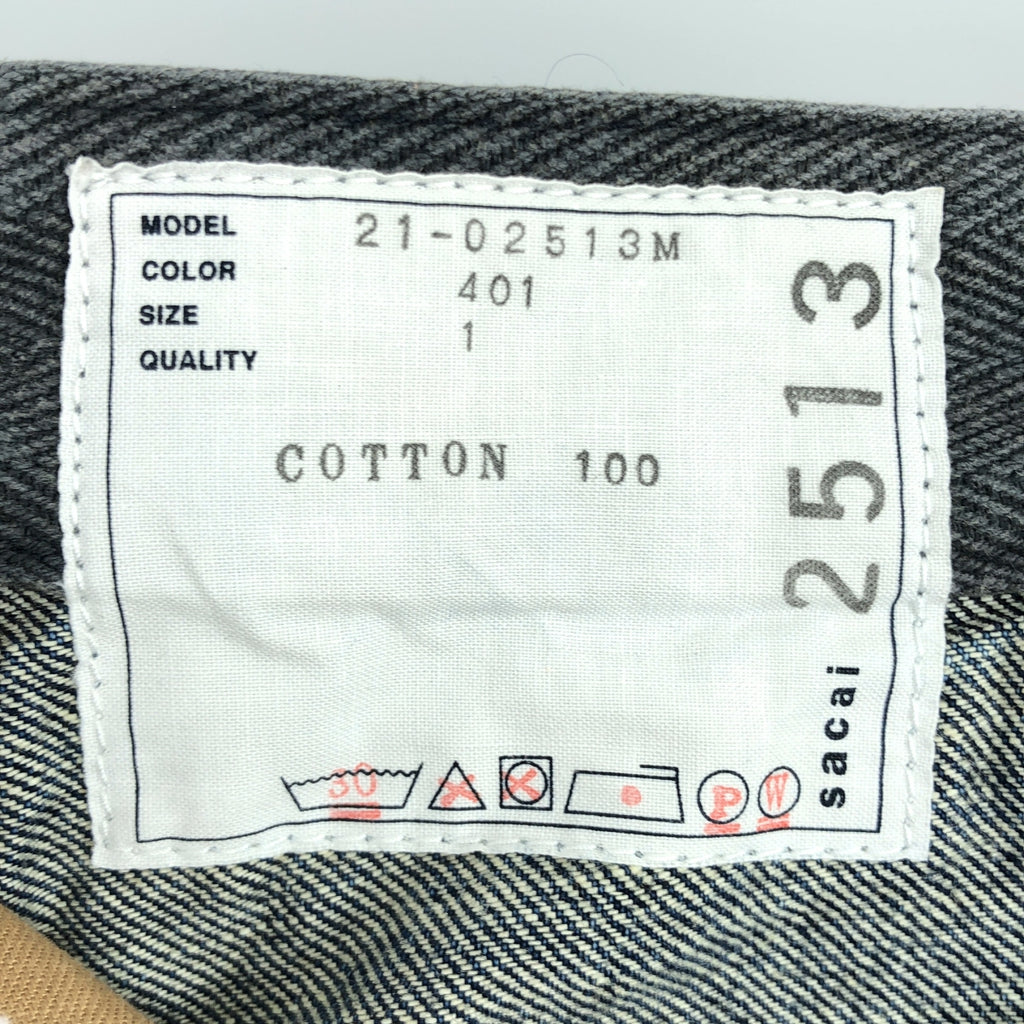 MODEL 21-02513M
COLOR 401
SIZE 1
QUALITY
COTTON 100
30 P W
sacai 2513